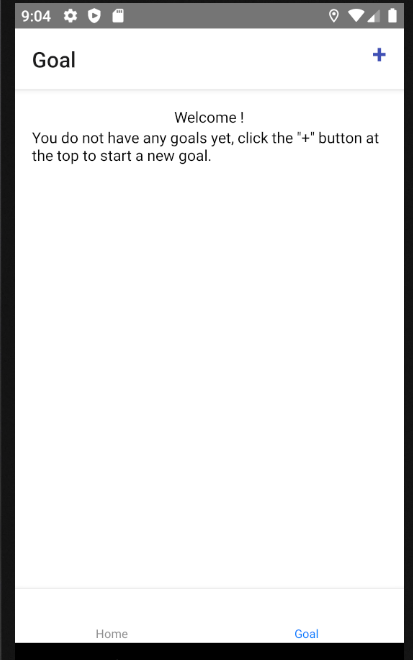 9:04
Goal +
Welcome !
You do not have any goals yet, click the "+" button at
the top to start a new goal.
Home Goal